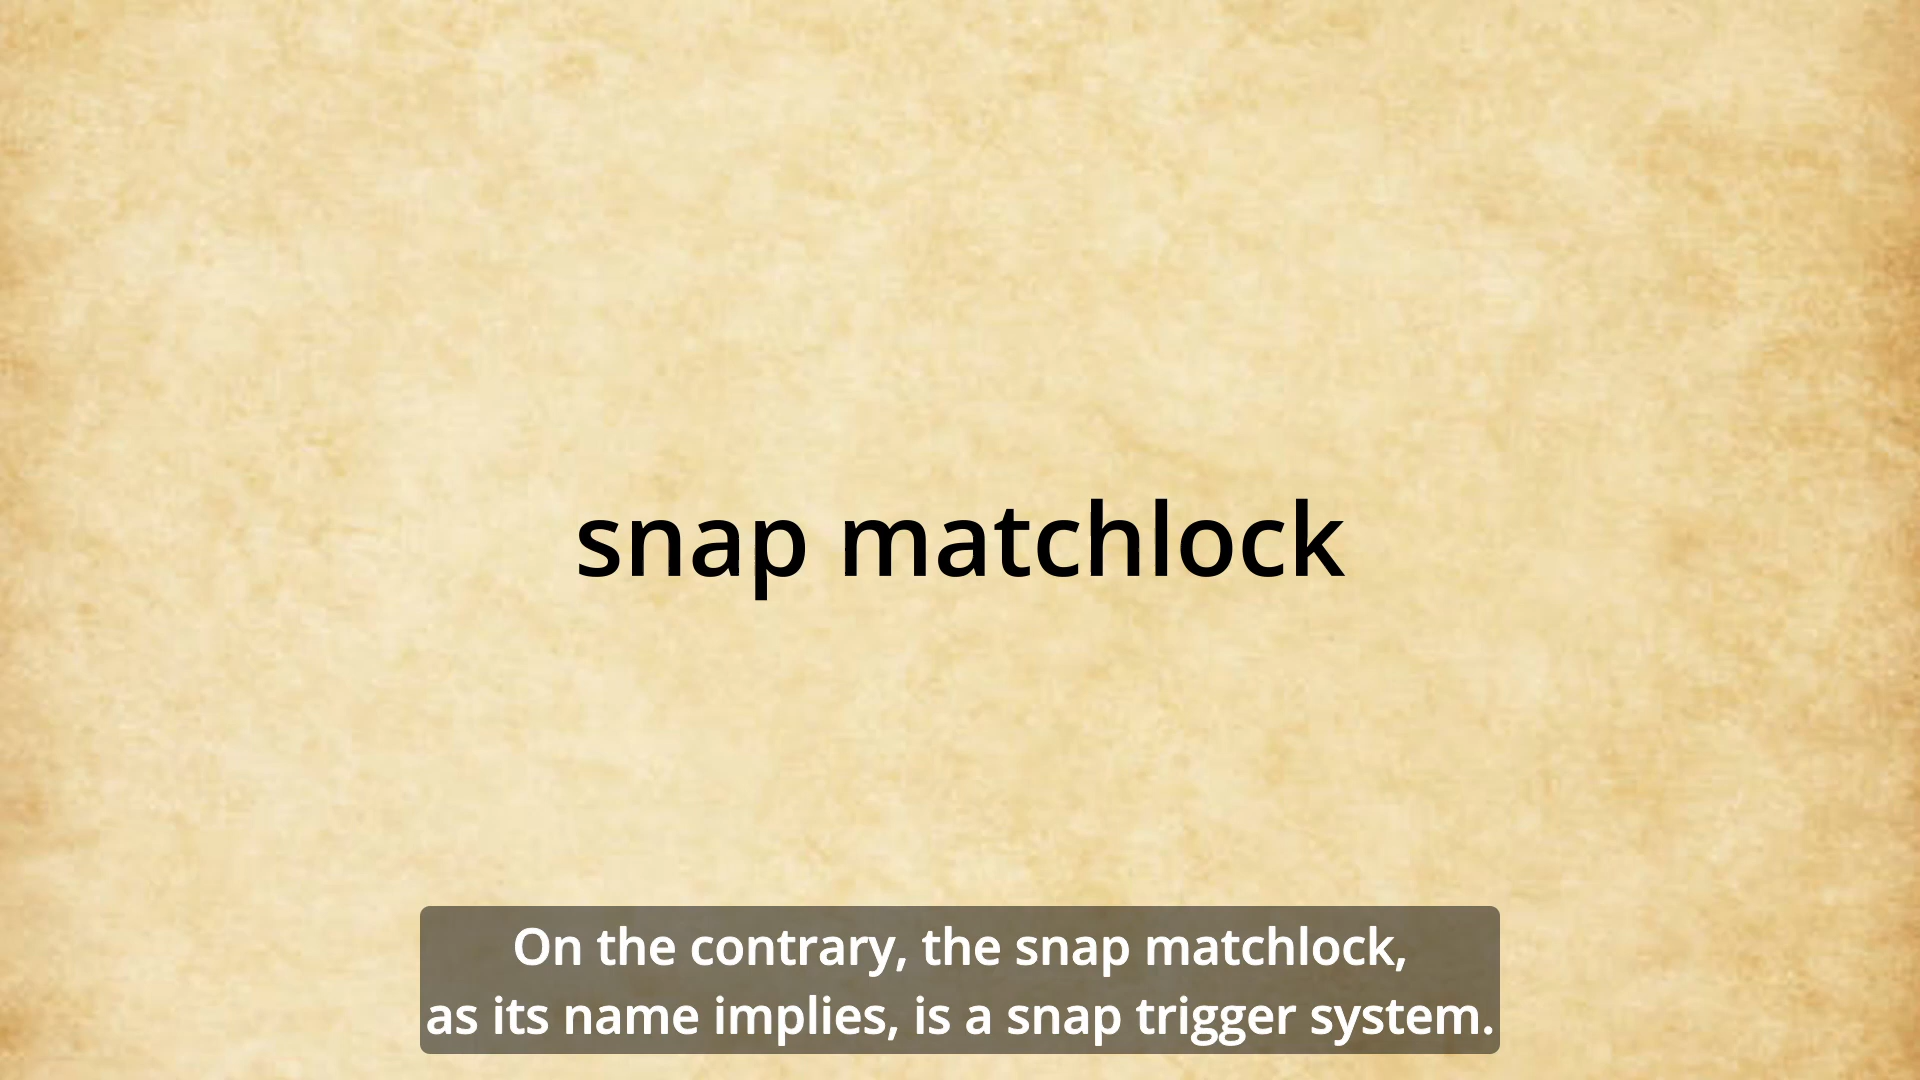 snap matchlock
On the contrary, the snap matchlock,
as its name implies, is a snap trigger system.